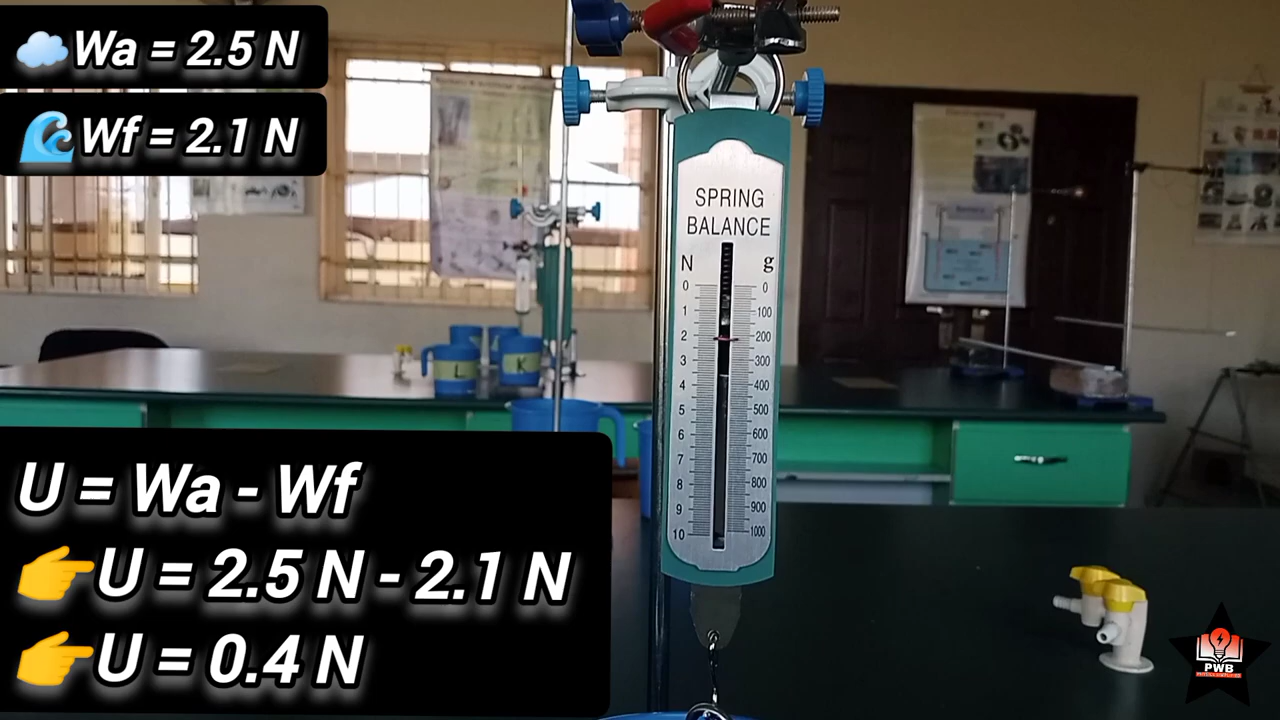 Wa = 2.5 N
Wf = 2.1 N
SPRING
BALANCE
N g
0 0
1 100
2 200
3 300
4 400
5 500
6 600
7 700
8 800
9 900
10 1000
L K
U = Wa - Wf
👉U = 2.5 N - 2.1 N
👉U = 0.4 N
PWB